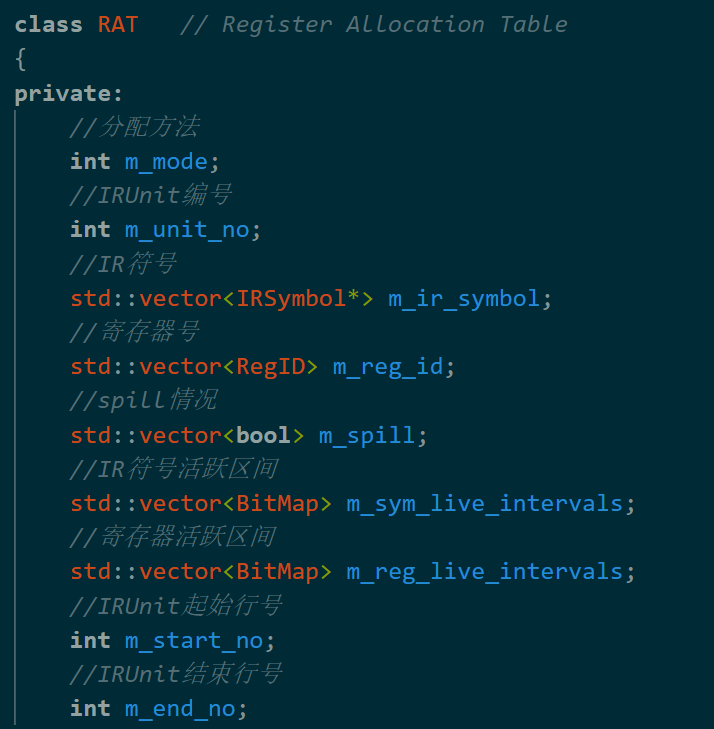 class RAT   // Register Allocation Table
{
private:
    //分配方法
    int m_mode;
    //IRUnit编号
    int m_unit_no;
    //IR符号
    std::vector<IRSymbol*> m_ir_symbol;
    //寄存器号
    std::vector<RegID> m_reg_id;
    //spill情况
    std::vector<bool> m_spill;
    //IR符号活跃区间
    std::vector<BitMap> m_sym_live_intervals;
    //寄存器活跃区间
    std::vector<BitMap> m_reg_live_intervals;
    //IRUnit起始行号
    int m_start_no;
    //IRUnit结束行号
    int m_end_no;